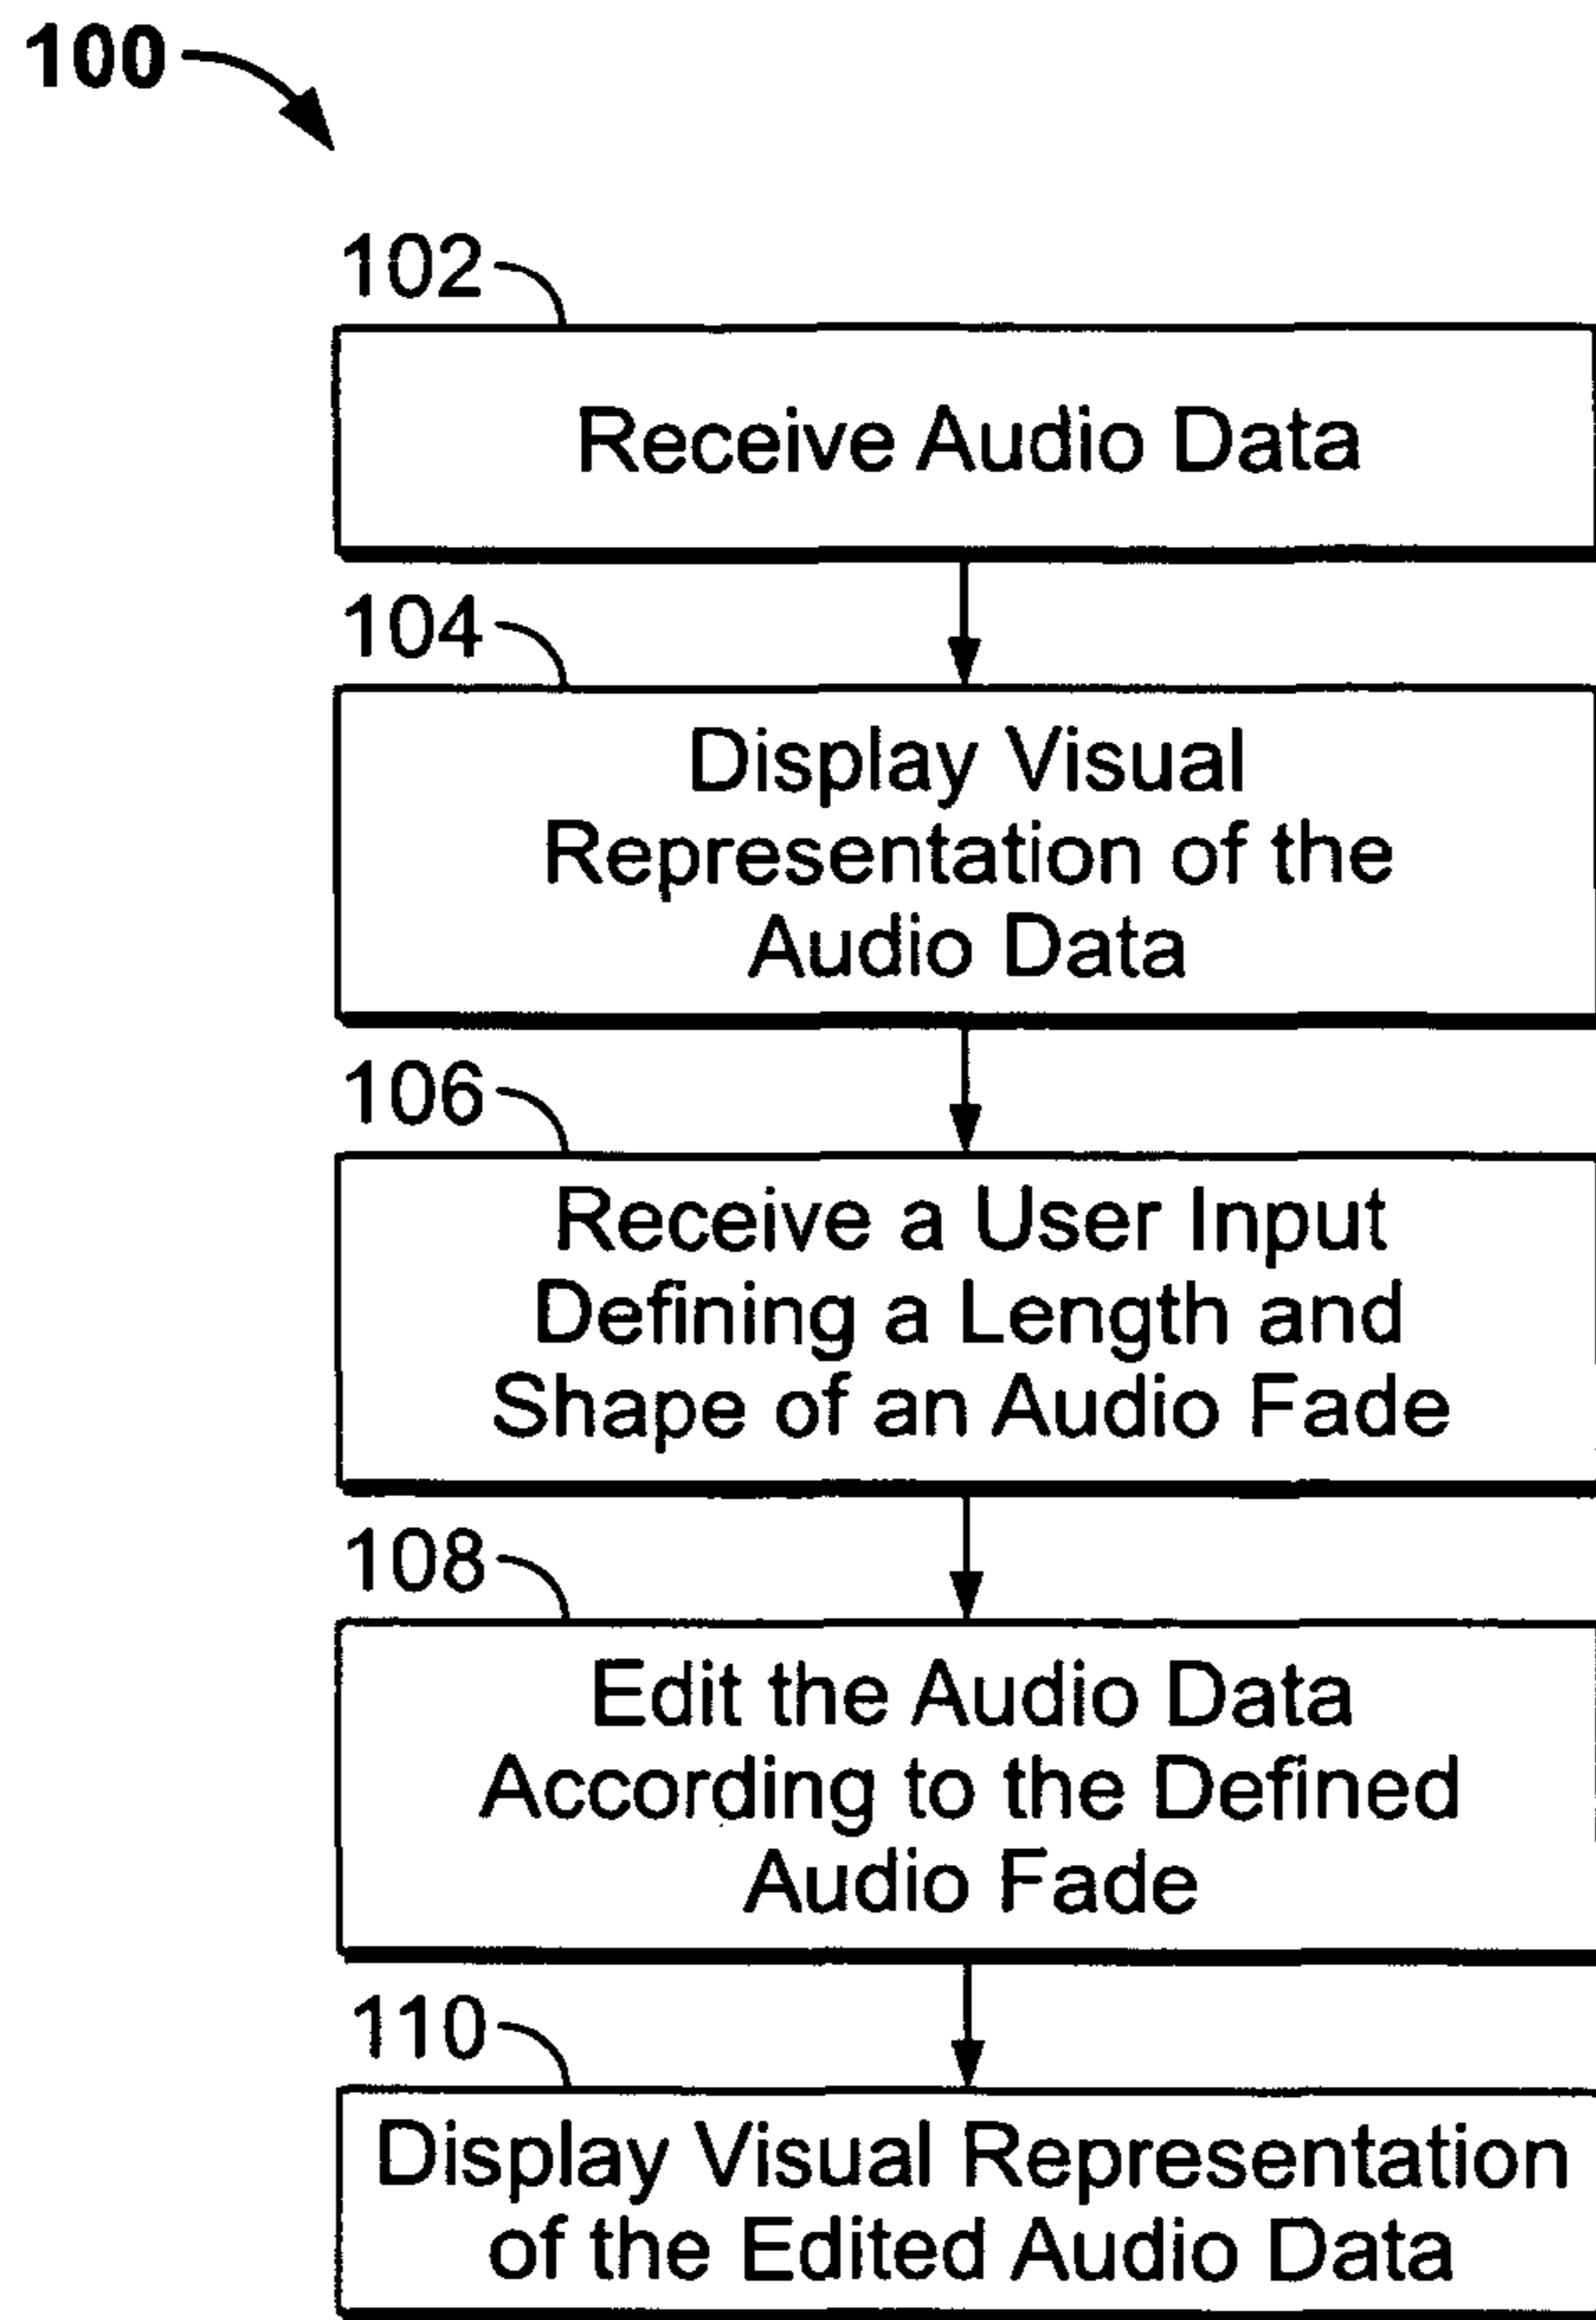 100
102
Receive Audio Data
104
Display Visual
Representation of the
Audio Data
106
Receive a User Input
Defining a Length and
Shape of an Audio Fade
108
Edit the Audio Data
According to the Defined
Audio Fade
110
Display Visual Representation
of the Edited Audio Data